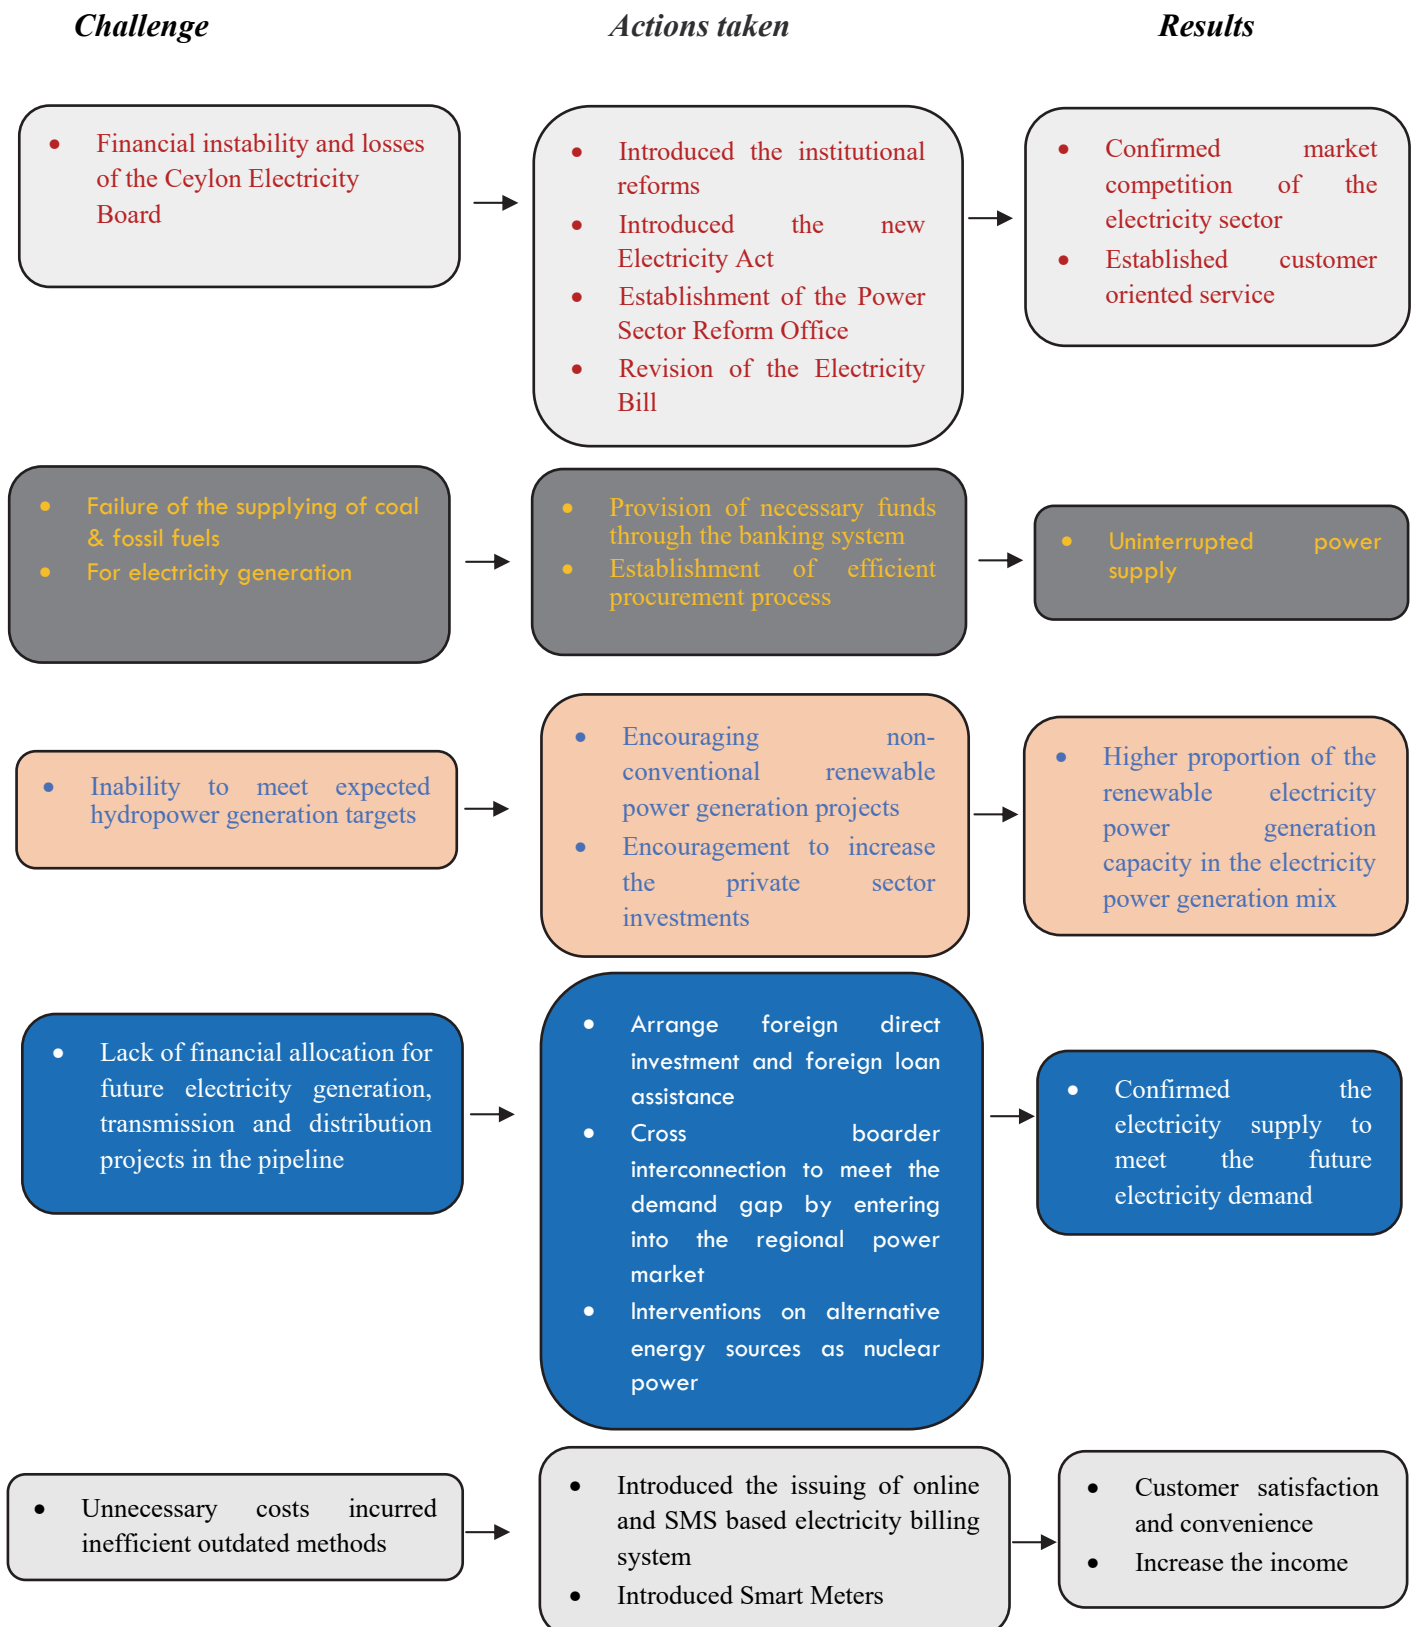 Challenge
Actions taken
Results
• Financial instability and losses
of the Ceylon Electricity
Board
• Introduced the institutional
reforms
• Introduced the new
Electricity Act
• Establishment of the Power
Sector Reform Office
• Revision of the Electricity
Bill
• Confirmed market
competition of the
electricity sector
• Established customer
oriented service
• Failure of the supplying of coal
& fossil fuels
• For electricity generation
• Provision of necessary funds
through the banking system
• Establishment of efficient
procurement process
• Uninterrupted power
supply
• Inability to meet expected
hydropower generation targets
• Encouraging non-
conventional renewable
power generation projects
• Encouragement to increase
the private sector
investments
• Higher proportion of the
renewable electricity
power generation
capacity in the electricity
power generation mix
• Lack of financial allocation for
future electricity generation,
transmission and distribution
projects in the pipeline
• Arrange foreign direct
investment and foreign loan
assistance
• Cross boarder
interconnection to meet the
demand gap by entering
into the regional power
market
• Interventions on alternative
energy sources as nuclear
power
• Confirmed the
electricity supply to
meet the future
electricity demand
• Unnecessary costs incurred
inefficient outdated methods
• Introduced the issuing of online
and SMS based electricity billing
system
• Introduced Smart Meters
• Customer satisfaction
and convenience
• Increase the income